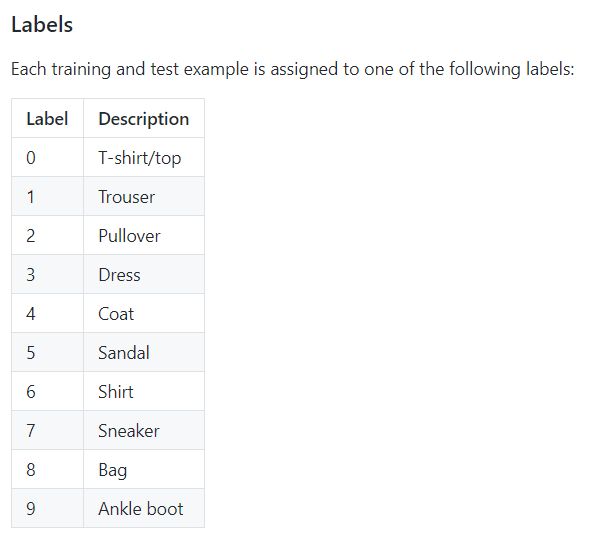 Labels
Each training and test example is assigned to one of the following labels:
Label Description
0 T-shirt/top
1 Trouser
2 Pullover
3 Dress
4 Coat
5 Sandal
6 Shirt
7 Sneaker
8 Bag
9 Ankle boot